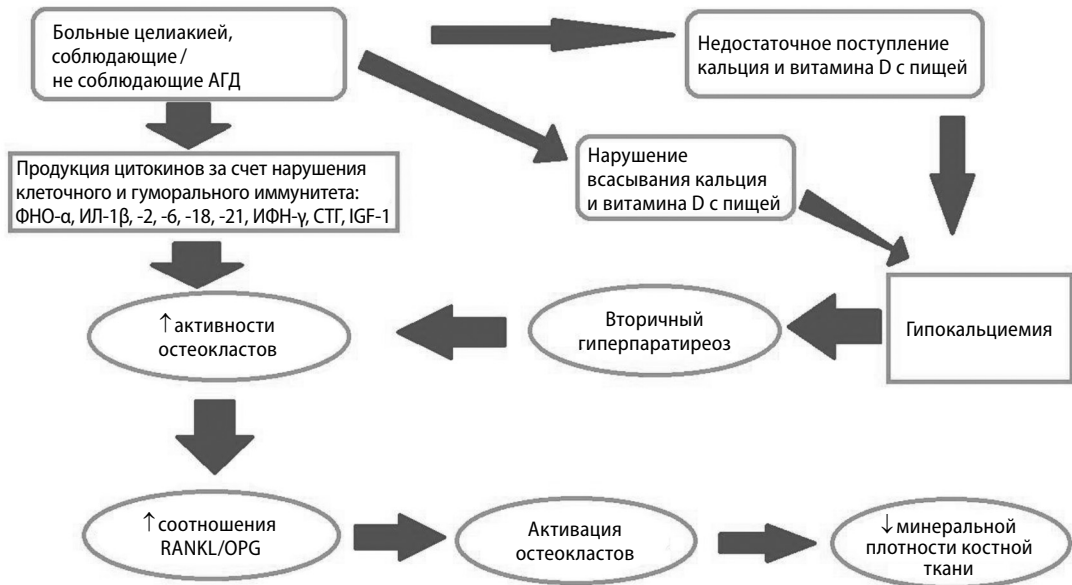 Больные целиакией,
соблюдающие /
не соблюдающие АГД
Недостаточное поступление
кальция и витамина D с пищей
Продукция цитокинов за счет нарушения
клеточного и гуморального иммунитета:
ФНО-α, ИЛ-1β, -2, -6, -18, -21, ИФН-γ, СТГ, IGF-1
Нарушение
всасывания кальция
и витамина D с пищей
↑активности
остеокластов
Вторичный
гиперпаратиреоз
Гипокальциемия
↑соотношения
RANKL/OPG
Активация
остеокластов
↓минеральной
плотности костной
ткани